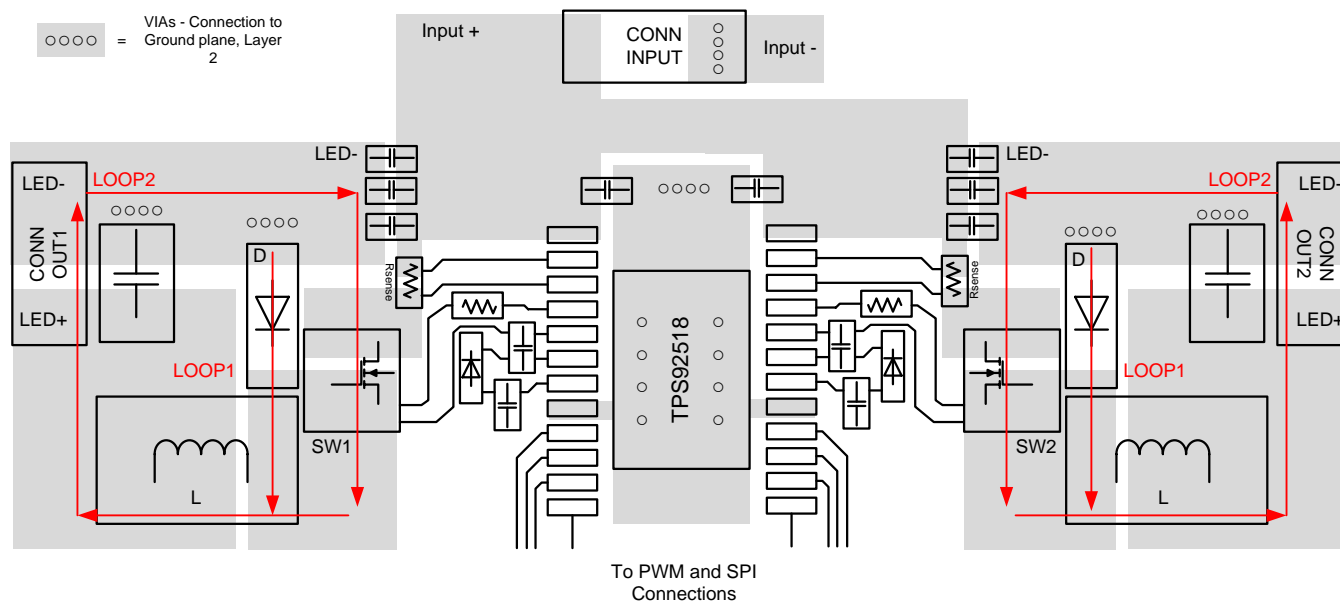 VIAs - Connection to
= Ground plane, Layer
2
Input +
CONN
INPUT
Input -
LED-
LED-
LED-
LOOP2
LOOP2
LED-
CONN
OUT1
D
Rsense
LED+
LOOP1
SW1
L
TPS92518
Rsense
D
CONN
OUT2
LED+
LOOP1
SW2
L
To PWM and SPI
Connections